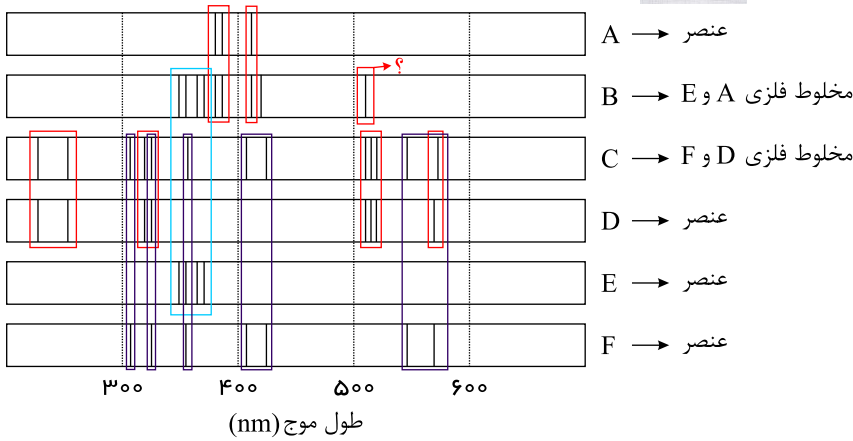 A → عنصر
؟
B → مخلوط فلزی A و E
C → مخلوط فلزی D و F
D → عنصر
E → عنصر
F → عنصر
۳۰۰ ۴۰۰ ۵۰۰ ۶۰۰
طول موج (nm)